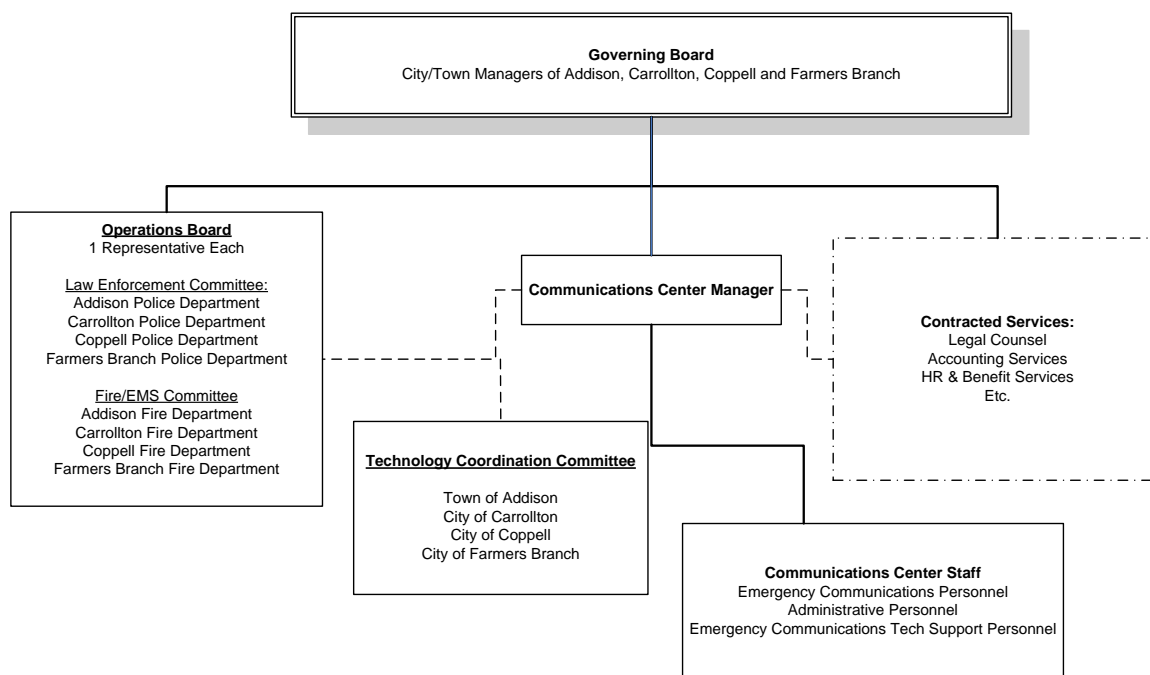 Governing Board
City/Town Managers of Addison, Carrollton, Coppell and Farmers Branch
Operations Board
1 Representative Each
Law Enforcement Committee:
Addison Police Department
Carrollton Police Department
Coppell Police Department
Farmers Branch Police Department
Fire/EMS Committee
Addison Fire Department
Carrollton Fire Department
Coppell Fire Department
Farmers Branch Fire Department
Communications Center Manager
Contracted Services:
Legal Counsel
Accounting Services
HR & Benefit Services
Etc.
Technology Coordination Committee
Town of Addison
City of Carrollton
City of Coppell
City of Farmers Branch
Communications Center Staff
Emergency Communications Personnel
Administrative Personnel
Emergency Communications Tech Support Personnel